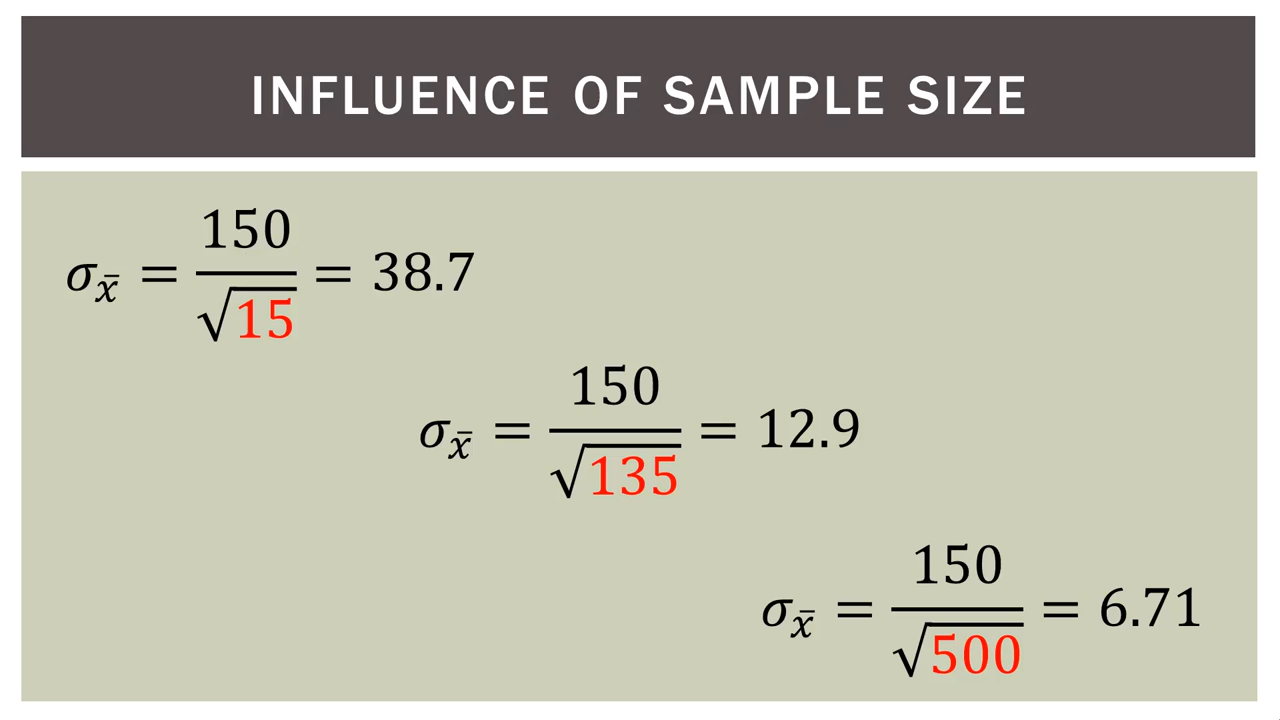 INFLUENCE OF SAMPLE SIZE
σx̄ = 150/√15 = 38.7
σx̄ = 150/√135 = 12.9
σx̄ = 150/√500 = 6.71